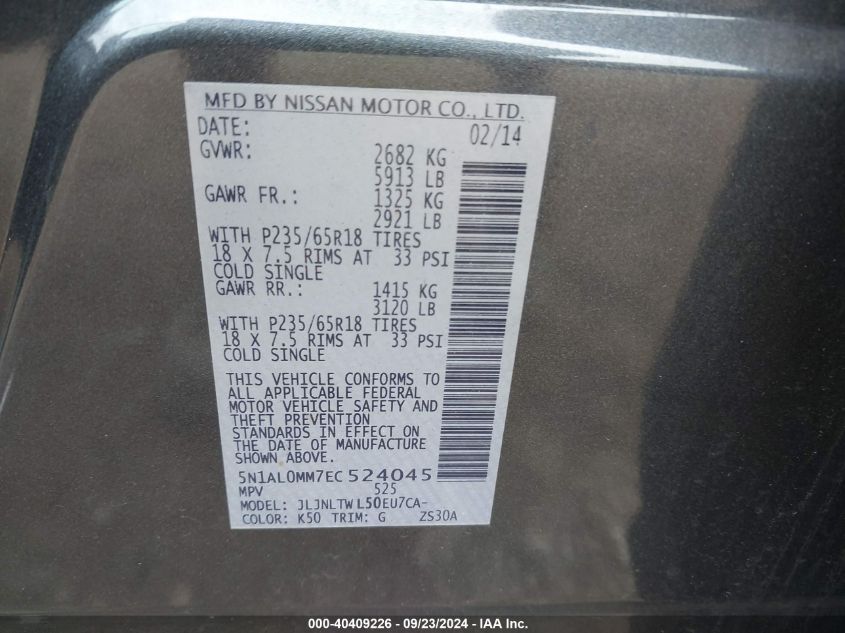 MFD BY NISSAN MOTOR CO., LTD.
DATE: 02/14
GVWR: 2682 KG
5913 LB
GAWR FR.: 1325 KG
2921 LB
WITH P235/65R18 TIRES
18 X 7.5 RIMS AT 33 PSI
COLD SINGLE
GAWR RR.: 1415 KG
3120 LB
WITH P235/65R18 TIRES
18 X 7.5 RIMS AT 33 PSI
COLD SINGLE
THIS VEHICLE CONFORMS TO
ALL APPLICABLE FEDERAL
MOTOR VEHICLE SAFETY AND
THEFT PREVENTION
STANDARDS IN EFFECT ON
THE DATE OF MANUFACTURE
SHOWN ABOVE.
5N1AL0MM7EC524045
MPV 525
MODEL: JLJNLTWL50EU7CA-
COLOR: K50 TRIM: G ZS30A
000-40409226 - 09/23/2024 - IAA Inc.